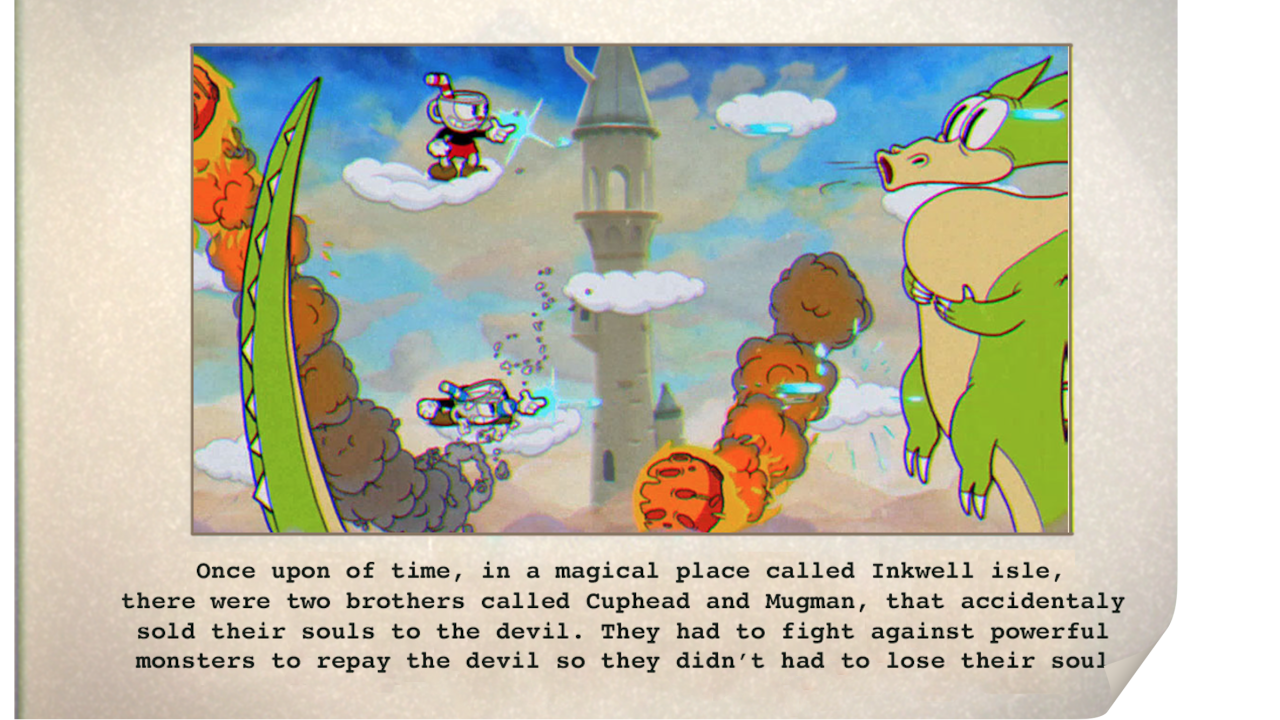 Once upon of time, in a magical place called Inkwell isle,
there were two brothers called Cuphead and Mugman, that accidentaly
sold their souls to the devil. They had to fight against powerful
monsters to repay the devil so they didn’t had to lose their soul